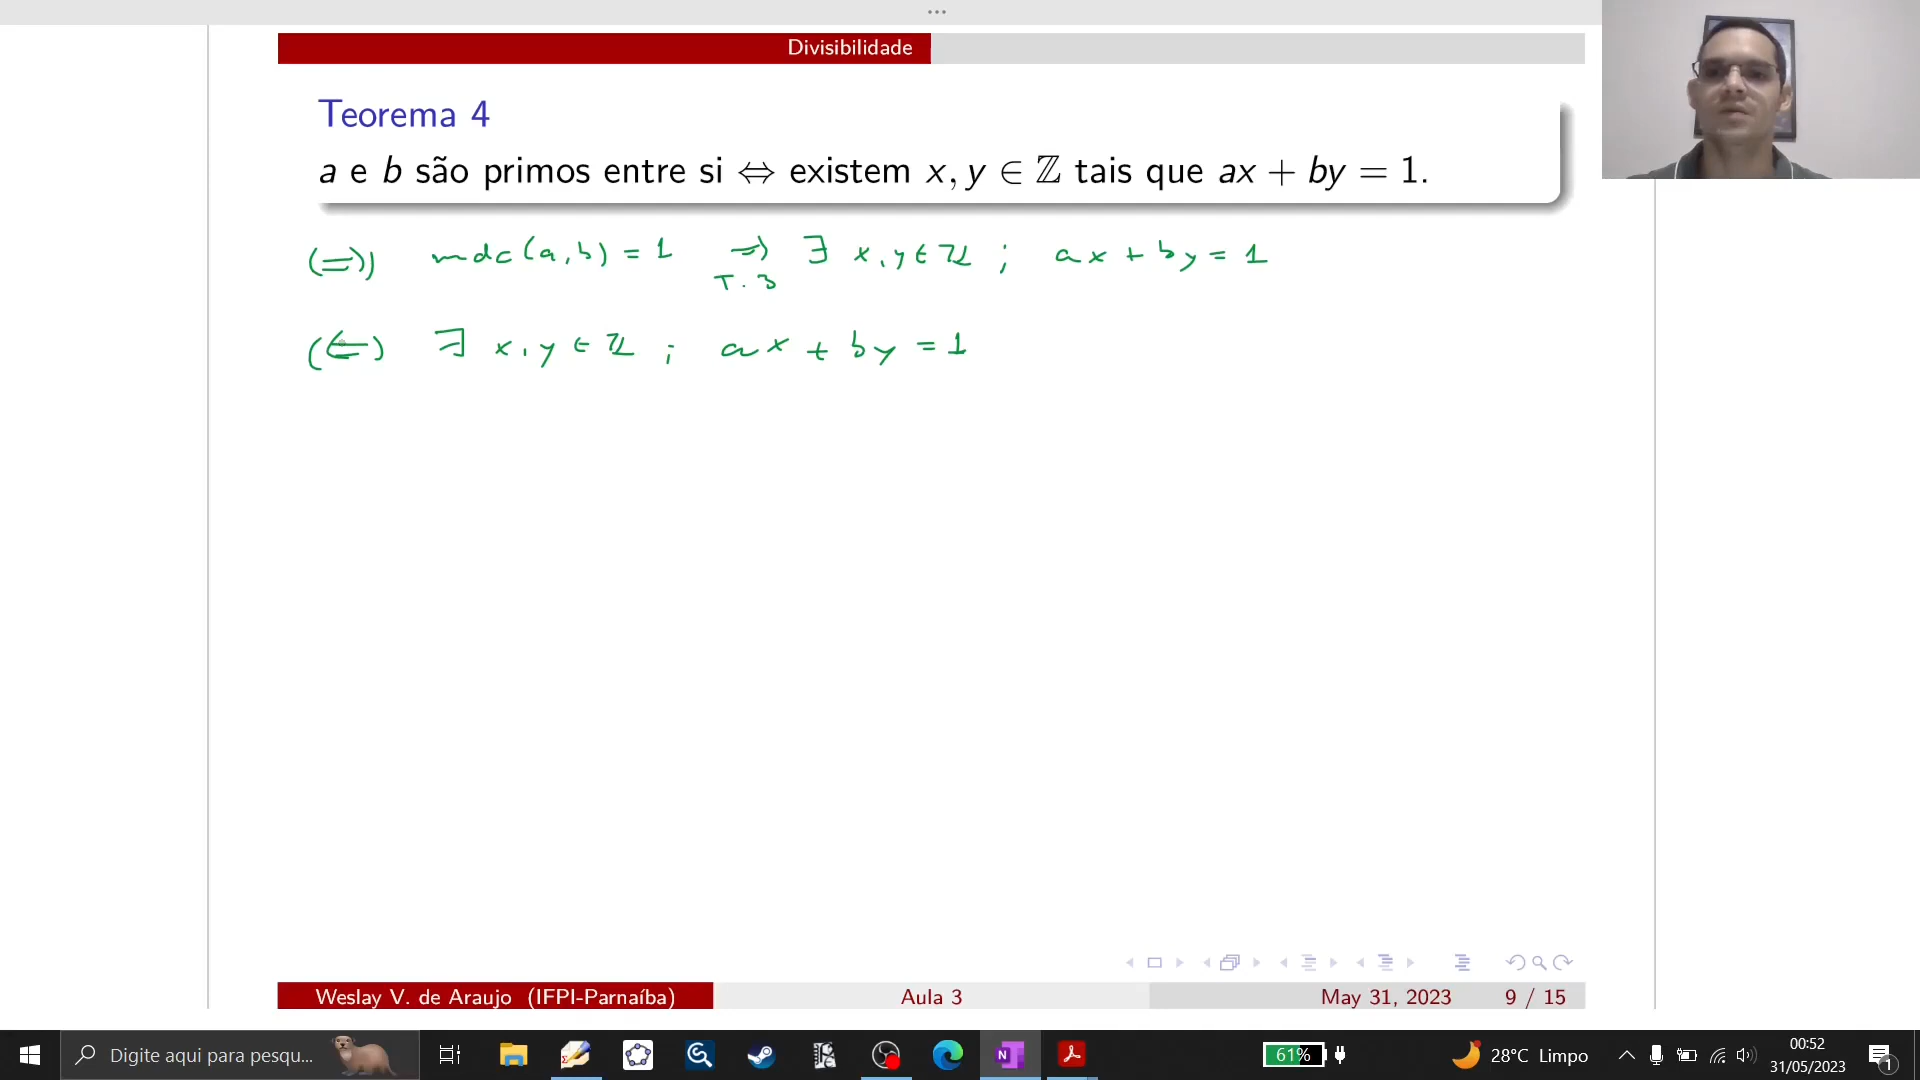 Divisibilidade
Teorema 4
a e b são primos entre si ⇔ existem x, y ∈ ℤ tais que ax + by = 1.
(⇒) mdc(a,b) = 1 ⇒ ∃ x, y ∈ ℤ ; ax + by = 1
T. 3
(⇐) ∃ x, y ∈ ℤ ; ax + by = 1
Weslay V. de Araujo (IFPI-Parnaíba) Aula 3 May 31, 2023 9 / 15
Digite aqui para pesqu... 61% 28°C Limpo 00:52
31/05/2023 1